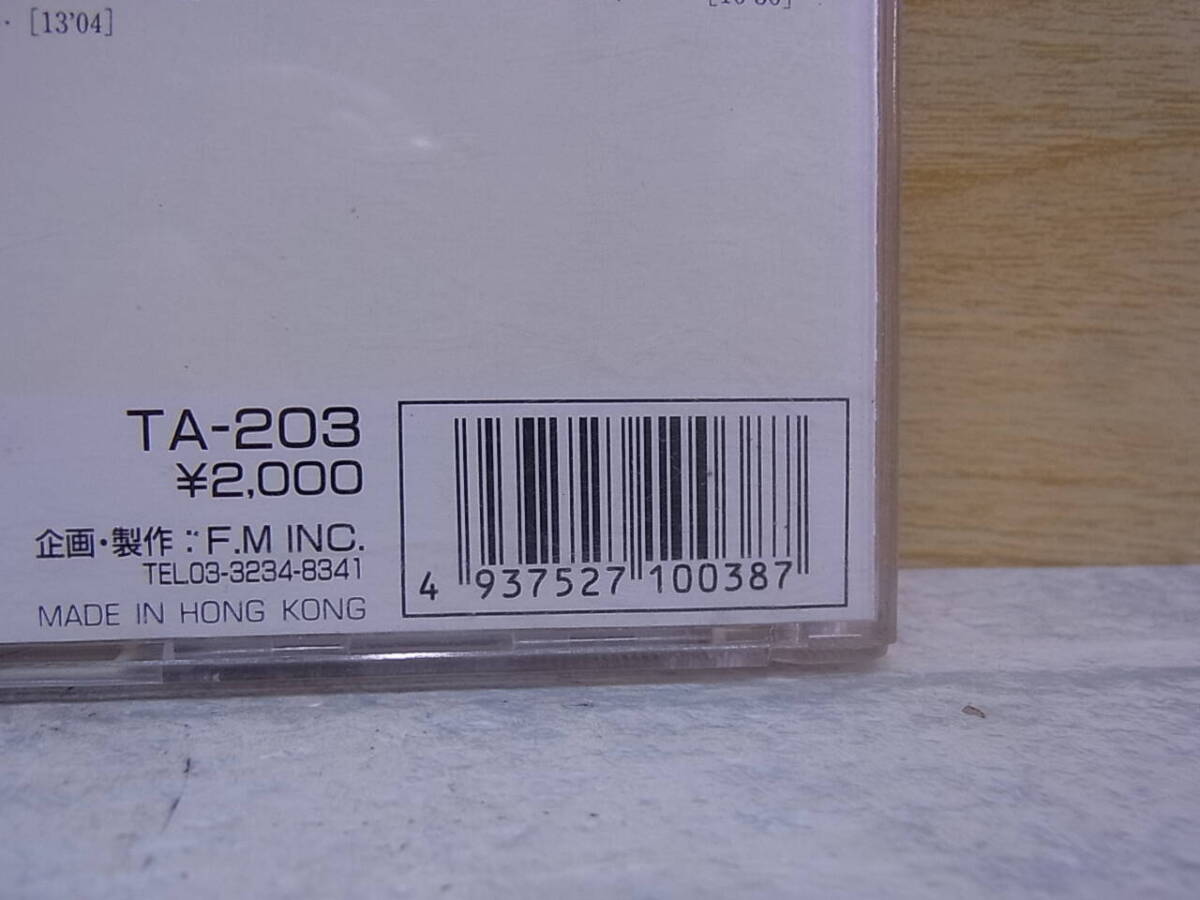 · [13'04]
TA-203
¥2,000
企画・製作:F.M INC.
TEL03-3234-8341
MADE IN HONG KONG
4 937527 100387